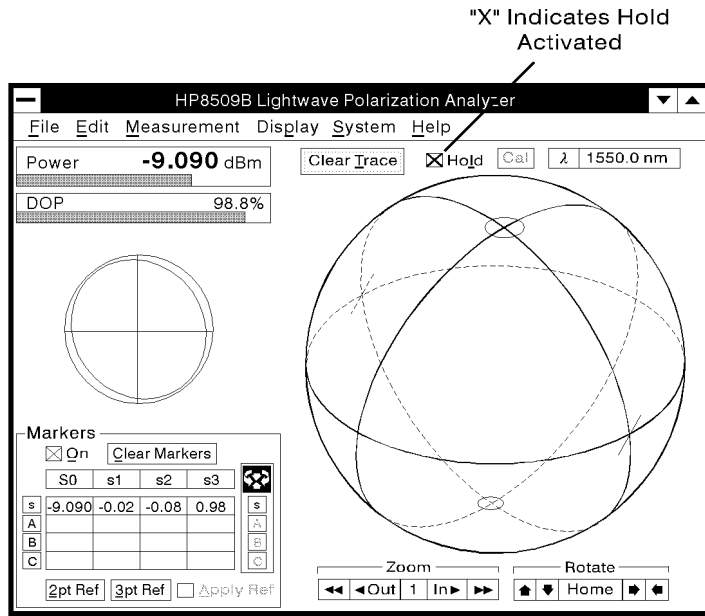 "X" Indicates Hold
Activated
HP8509B Lightwave Polarization Analyzer
File Edit Measurement Display System Help
Power -9.090 dBm
DOP 98.8%
Clear Trace Hold Cal λ 1550.0 nm
Markers
On Clear Markers
S0 s1 s2 s3
s -9.090 -0.02 -0.08 0.98 s
A A
B B
C C
2pt Ref 3pt Ref Apply Ref
Zoom
Out 1 In
Rotate
Home